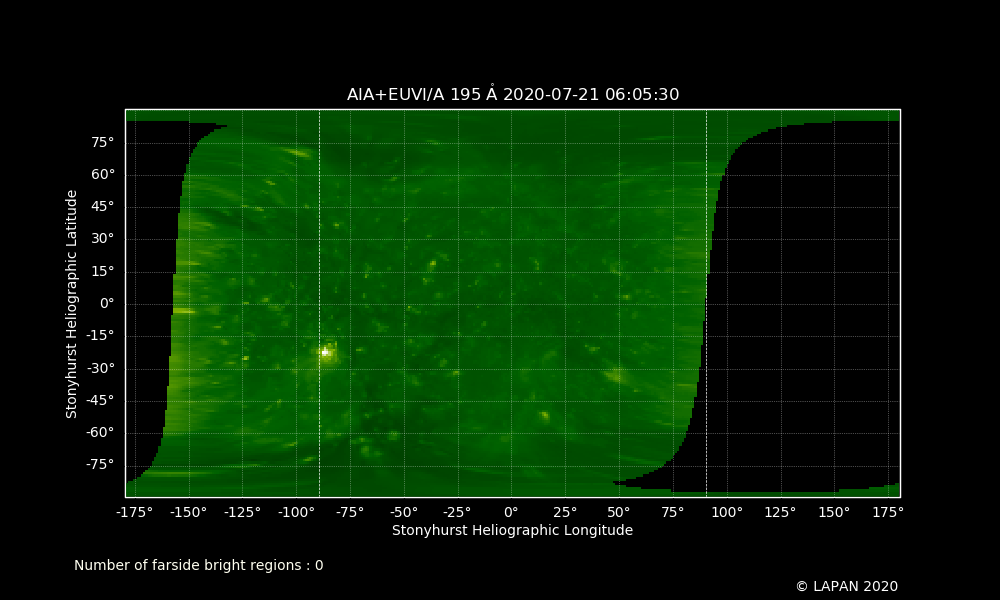 AIA+EUVI/A 195 Å 2020-07-21 06:05:30
75°
60°
45°
30°
15°
0°
-15°
-30°
-45°
-60°
-75°
Stonyhurst Heliographic Latitude
-175° -150° -125° -100° -75° -50° -25° 0° 25° 50° 75° 100° 125° 150° 175°
Stonyhurst Heliographic Longitude
Number of farside bright regions : 0
© LAPAN 2020